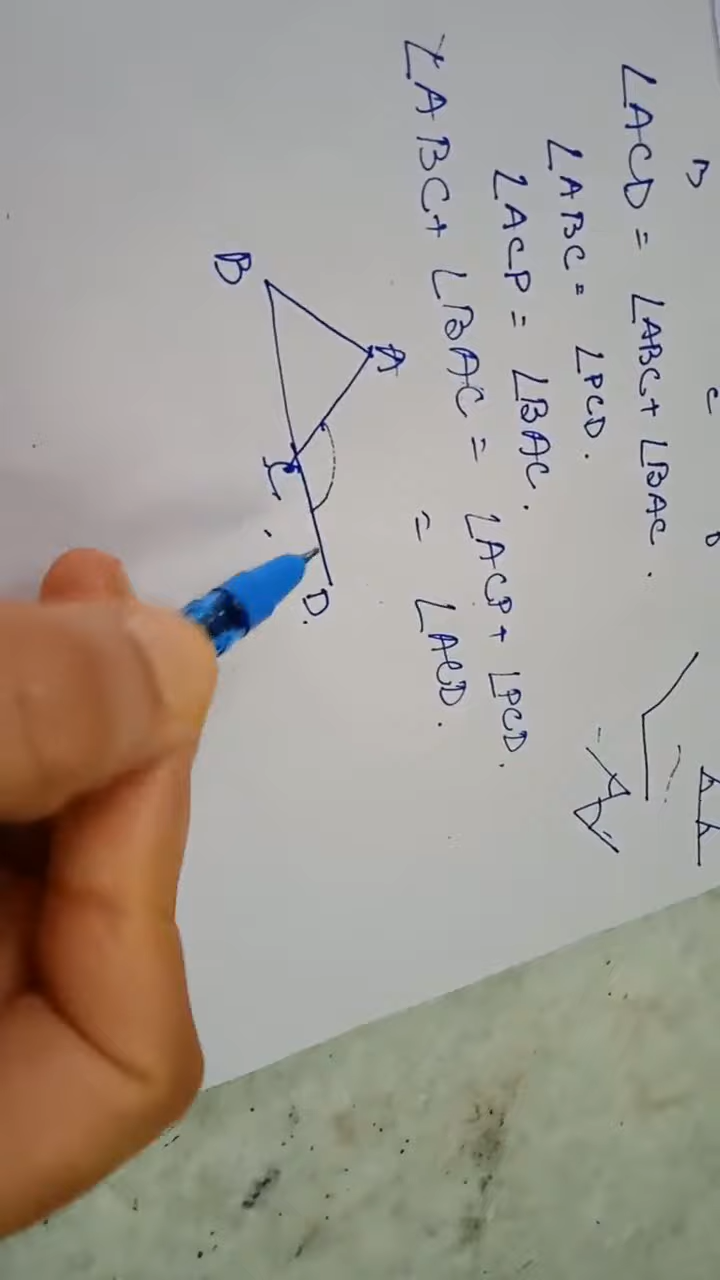 B C D
∠ACD = ∠ABC + ∠BAC .
∠ABC = ∠PCD.
∠ACP = ∠BAC.
∠ABC + ∠BAC = ∠ACP + ∠PCD.
= ∠ACD.
A
B
C
D.